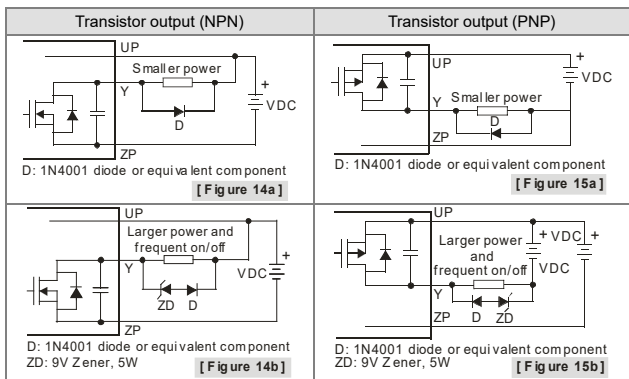 Transistor output (NPN)
Transistor output (PNP)
UP
Smaller power
Y
+
VDC
D
ZP
D: 1N4001 diode or equivalent component
[ Figure 14a]
UP
+
VDC
Y
Smaller power
D
ZP
D: 1N4001 diode or equivalent component
[ Figure 15a]
UP
Larger power and
frequent on/off
Y
+
VDC
ZD D
ZP
D: 1N4001 diode or equivalent component
ZD: 9V Zener, 5W
[ Figure 14b]
UP
+ VDC +
Larger power
and
frequent on/off
VDC
Y
D ZD
ZP
D: 1N4001 diode or equivalent component
ZD: 9V Zener, 5W
[ Figure 15b]